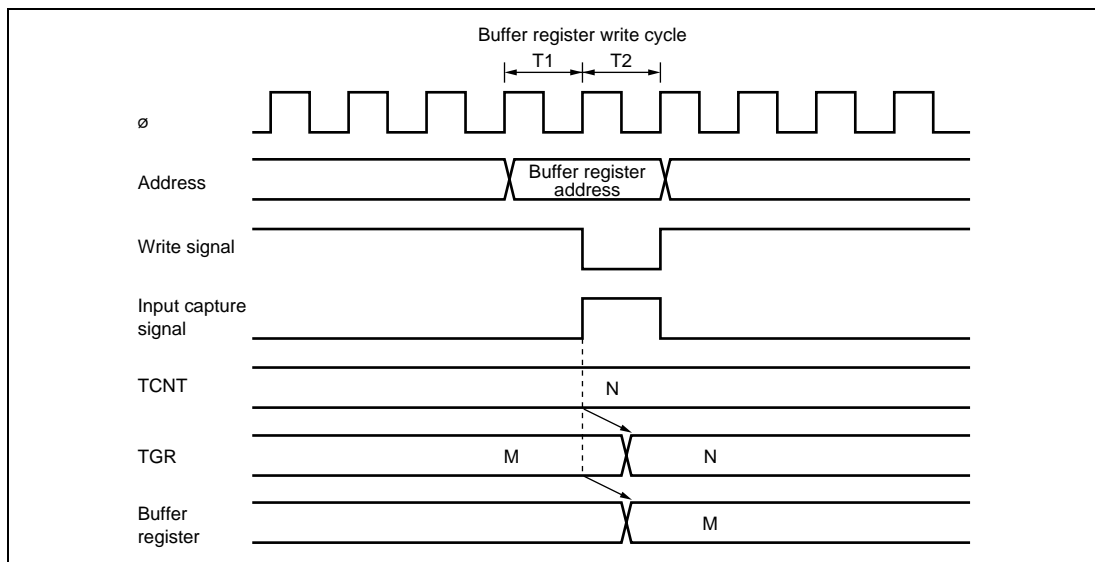 Buffer register write cycle
T1 T2
ø
Address
Buffer register
address
Write signal
Input capture
signal
TCNT
N
TGR
M N
Buffer
register
M